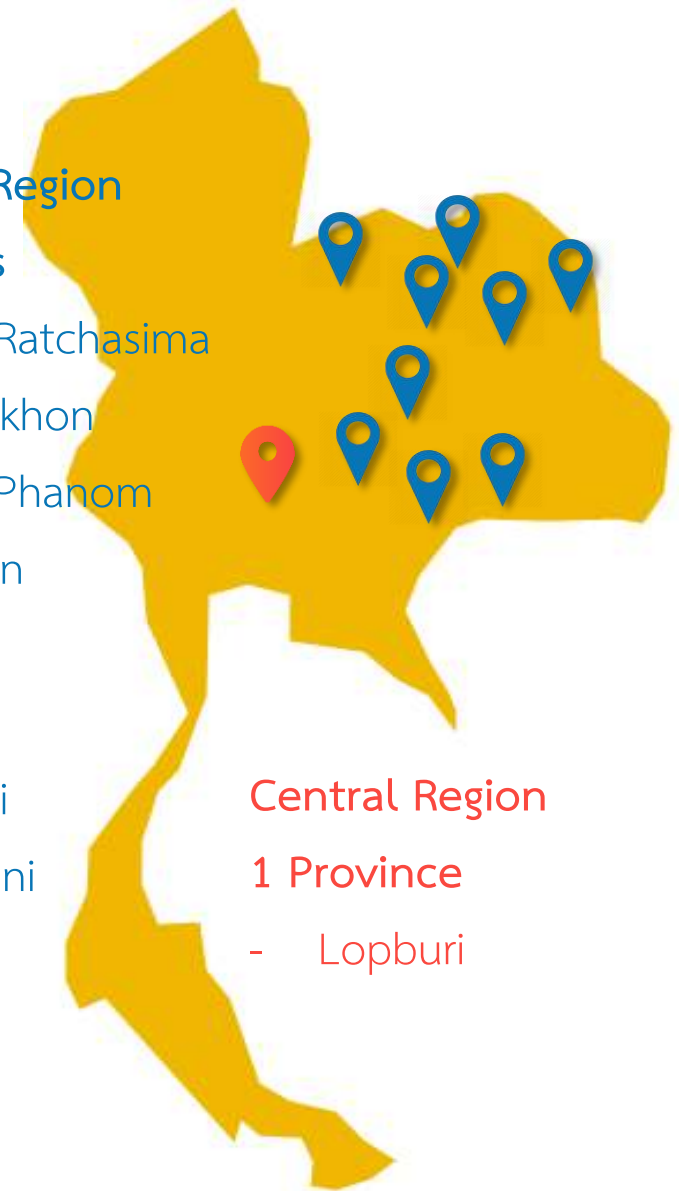 Region
s
Ratchasima
khon
Phanom
n
i
ni
Central Region
1 Province
- Lopburi